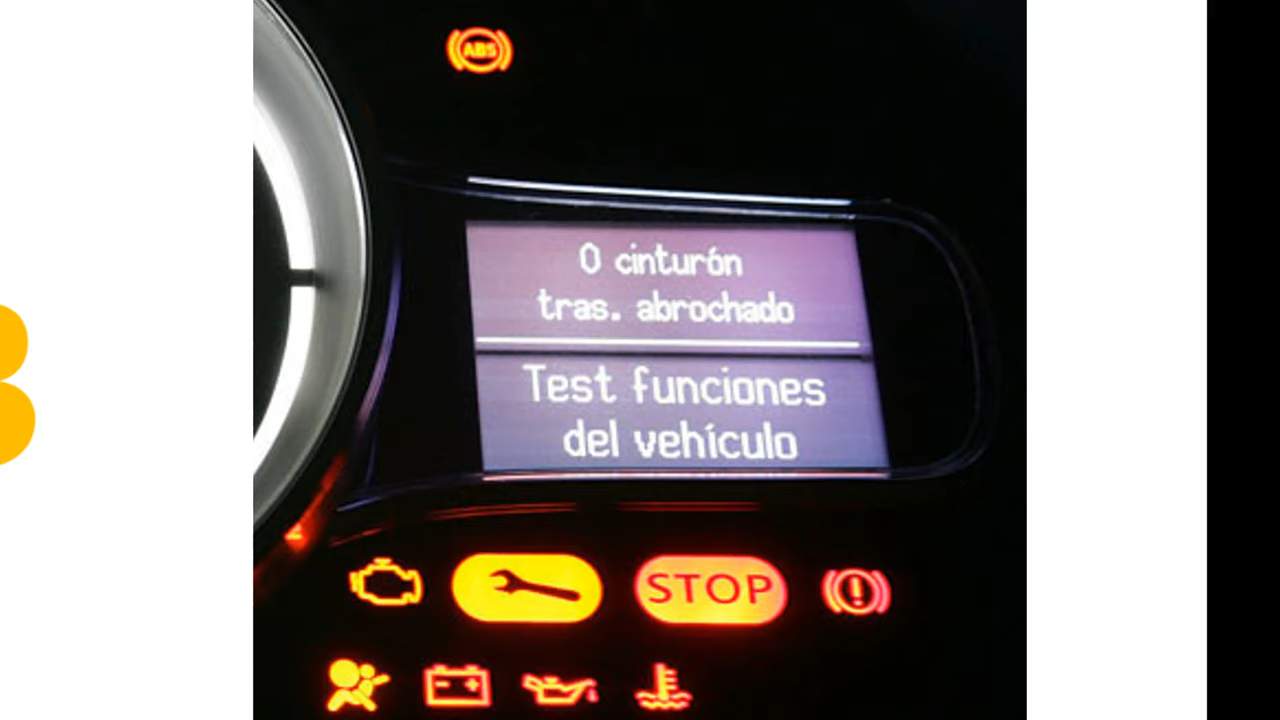 ABS
0 cinturón
tras. abrochado
Test funciones
del vehículo
STOP